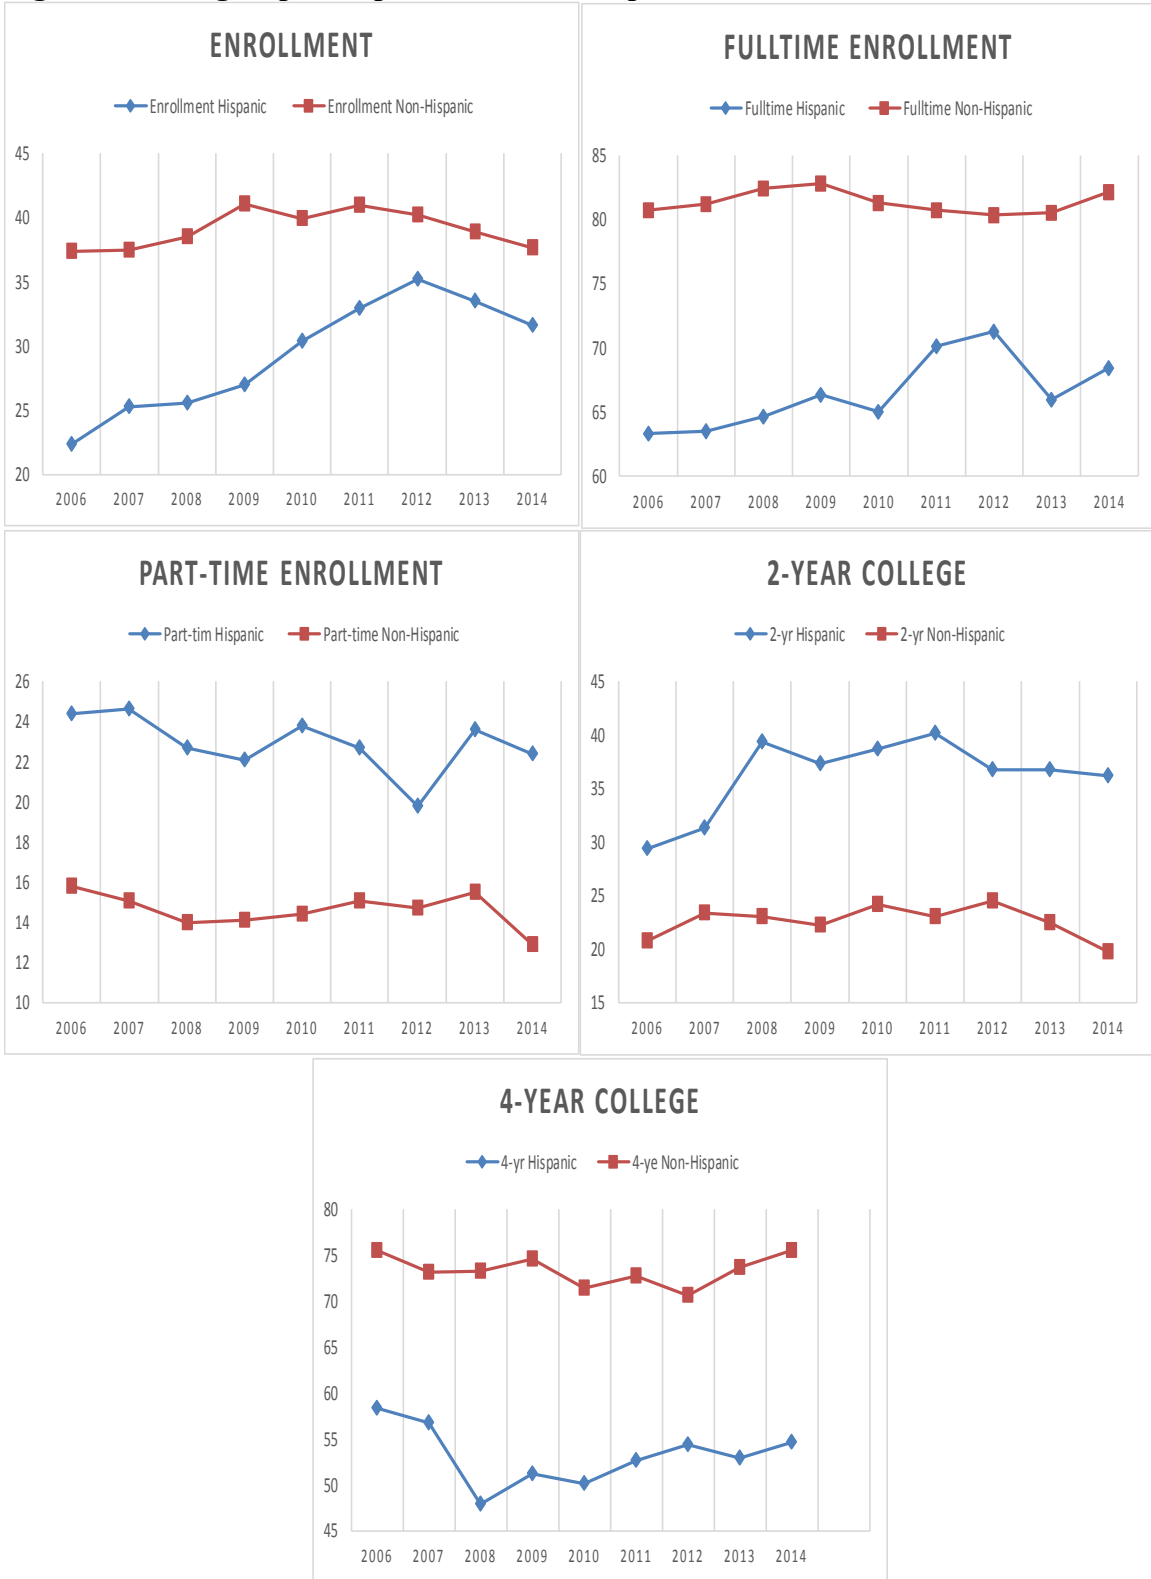 ENROLLMENT
Enrollment Hispanic Enrollment Non-Hispanic
45
40
35
30
25
20
2006 2007 2008 2009 2010 2011 2012 2013 2014
FULLTIME ENROLLMENT
Fulltime Hispanic Fulltime Non-Hispanic
85
80
75
70
65
60
2006 2007 2008 2009 2010 2011 2012 2013 2014
PART-TIME ENROLLMENT
Part-tim Hispanic Part-time Non-Hispanic
26
24
22
20
18
16
14
12
10
2006 2007 2008 2009 2010 2011 2012 2013 2014
2-YEAR COLLEGE
2-yr Hispanic 2-yr Non-Hispanic
45
40
35
30
25
20
15
2006 2007 2008 2009 2010 2011 2012 2013 2014
4-YEAR COLLEGE
4-yr Hispanic 4-ye Non-Hispanic
80
75
70
65
60
55
50
45
2006 2007 2008 2009 2010 2011 2012 2013 2014